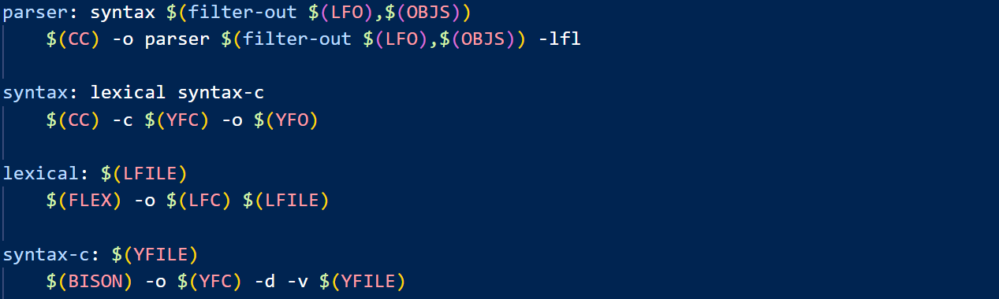 parser: syntax $(filter-out $(LFO),$(OBJS))
    $(CC) -o parser $(filter-out $(LFO),$(OBJS)) -lfl
syntax: lexical syntax-c
    $(CC) -c $(YFC) -o $(YFO)
lexical: $(LFILE)
    $(FLEX) -o $(LFC) $(LFILE)
syntax-c: $(YFILE)
    $(BISON) -o $(YFC) -d -v $(YFILE)